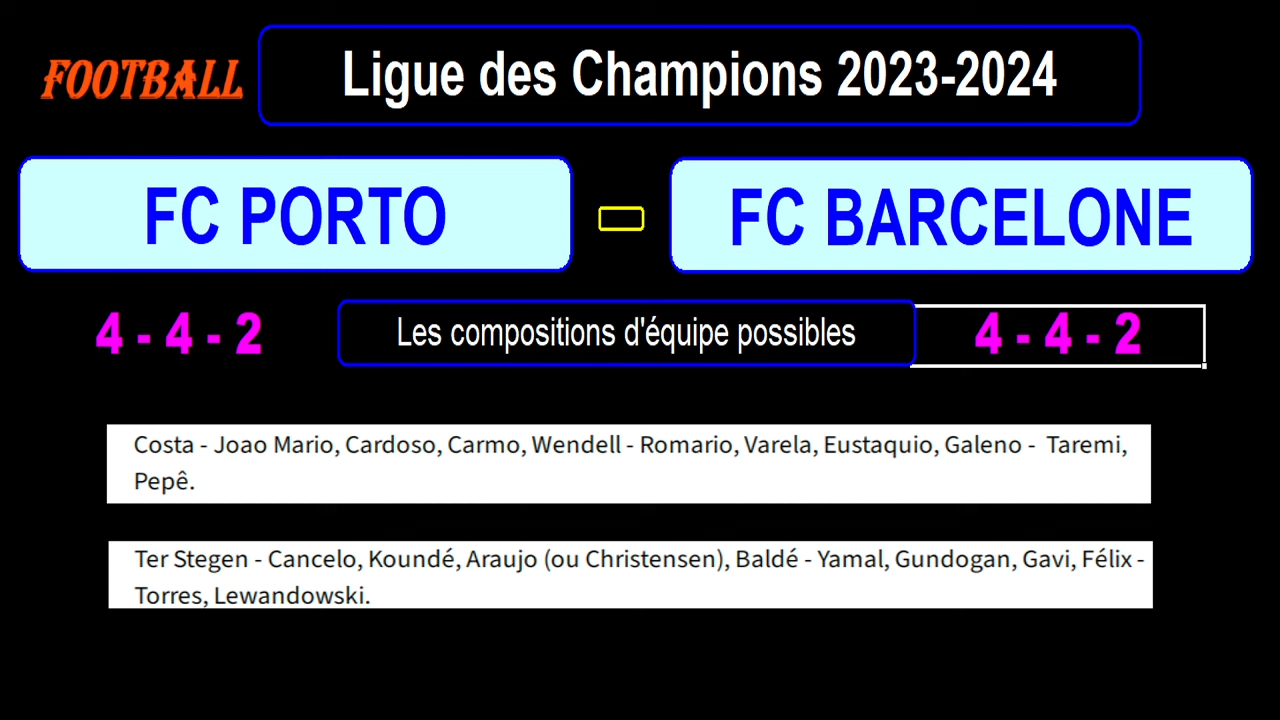 FOOTBALL
Ligue des Champions 2023-2024
FC PORTO - FC BARCELONE
4 - 4 - 2
Les compositions d'équipe possibles
4 - 4 - 2
Costa - Joao Mario, Cardoso, Carmo, Wendell - Romario, Varela, Eustaquio, Galeno - Taremi,
Pepê.
Ter Stegen - Cancelo, Koundé, Araujo (ou Christensen), Baldé - Yamal, Gundogan, Gavi, Félix -
Torres, Lewandowski.